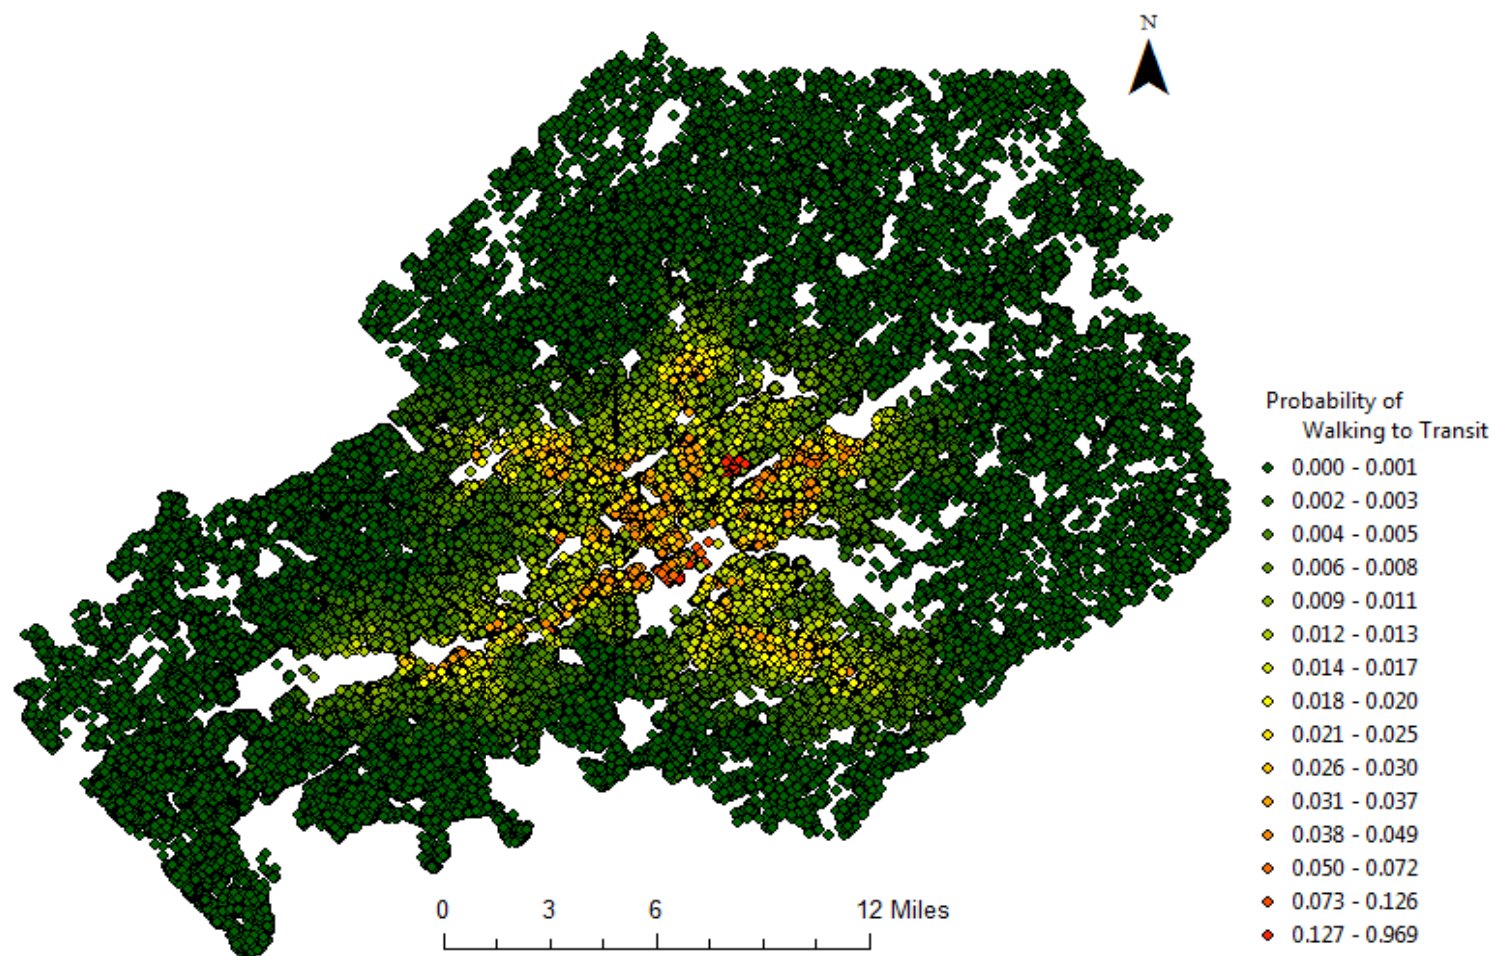 N
Probability of
Walking to Transit
0.000 - 0.001
0.002 - 0.003
0.004 - 0.005
0.006 - 0.008
0.009 - 0.011
0.012 - 0.013
0.014 - 0.017
0.018 - 0.020
0.021 - 0.025
0.026 - 0.030
0.031 - 0.037
0.038 - 0.049
0.050 - 0.072
0.073 - 0.126
0.127 - 0.969
0 3 6 12 Miles